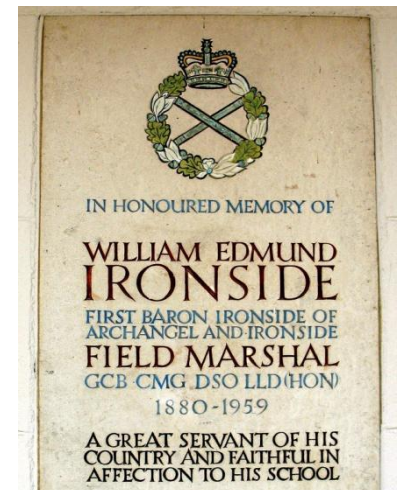 IN HONOURED MEMORY OF
WILLIAM EDMUND
IRONSIDE
FIRST BARON IRONSIDE OF
ARCHANGEL AND·IRONSIDE
FIELD MARSHAL
GCB·CMG DSO LLD(HON)
1880-1959
A GREAT SERVANT OF HIS
COUNTRY AND FAITHFUL IN
AFFECTION TO HIS SCHOOL